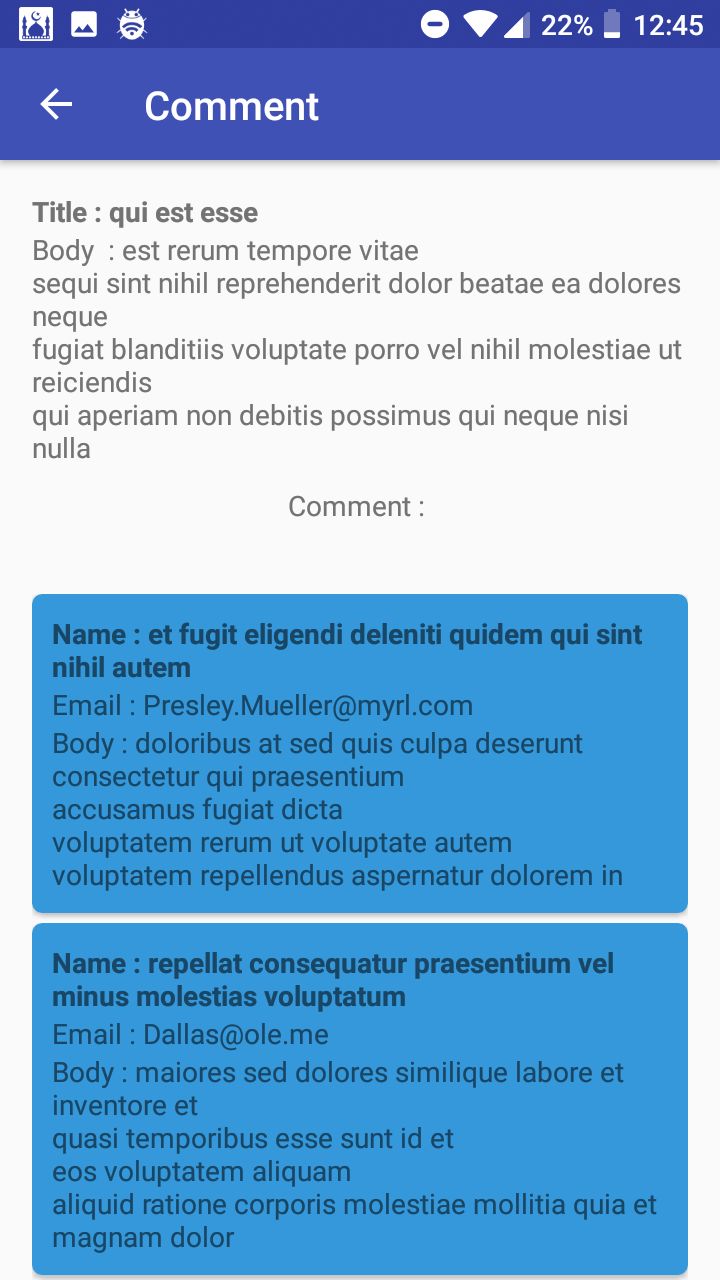 22% 12:45
Comment
Title : qui est esse
Body  : est rerum tempore vitae
sequi sint nihil reprehenderit dolor beatae ea dolores
neque
fugiat blanditiis voluptate porro vel nihil molestiae ut
reiciendis
qui aperiam non debitis possimus qui neque nisi
nulla
Comment :
Name : et fugit eligendi deleniti quidem qui sint
nihil autem
Email : Presley.Mueller@myrl.com
Body : doloribus at sed quis culpa deserunt
consectetur qui praesentium
accusamus fugiat dicta
voluptatem rerum ut voluptate autem
voluptatem repellendus aspernatur dolorem in
Name : repellat consequatur praesentium vel
minus molestias voluptatum
Email : Dallas@ole.me
Body : maiores sed dolores similique labore et
inventore et
quasi temporibus esse sunt id et
eos voluptatem aliquam
aliquid ratione corporis molestiae mollitia quia et
magnam dolor